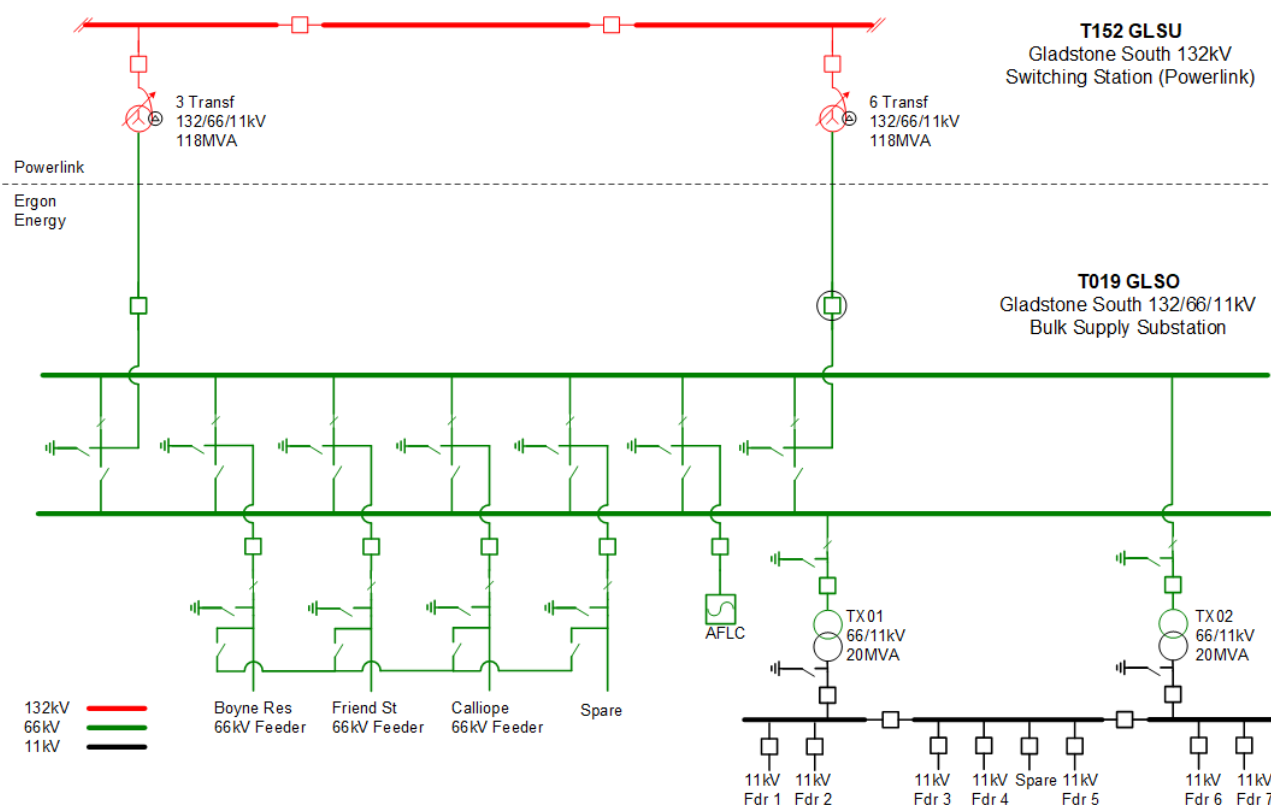 T152 GLSU
Gladstone South 132kV
Switching Station (Powerlink)
3 Transf
132/66/11kV
118MVA
6 Transf
132/66/11kV
118MVA
Powerlink
Ergon
Energy
T019 GLSO
Gladstone South 132/66/11kV
Bulk Supply Substation
AFLC
TX01
66/11kV
20MVA
TX02
66/11kV
20MVA
132kV
66kV
11kV
Boyne Res
66kV Feeder
Friend St
66kV Feeder
Calliope
66kV Feeder
Spare
11kV
Fdr 1
11kV
Fdr 2
11kV
Fdr 3
11kV
Fdr 4
Spare
11kV
Fdr 5
11kV
Fdr 6
11kV
Fdr 7